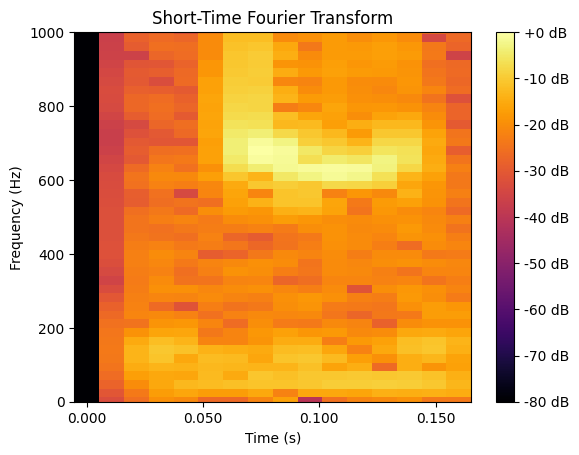 Short-Time Fourier Transform
1000
800
600
400
200
0
Frequency (Hz)
0.000
0.050
0.100
0.150
Time (s)
+0 dB
-10 dB
-20 dB
-30 dB
-40 dB
-50 dB
-60 dB
-70 dB
-80 dB